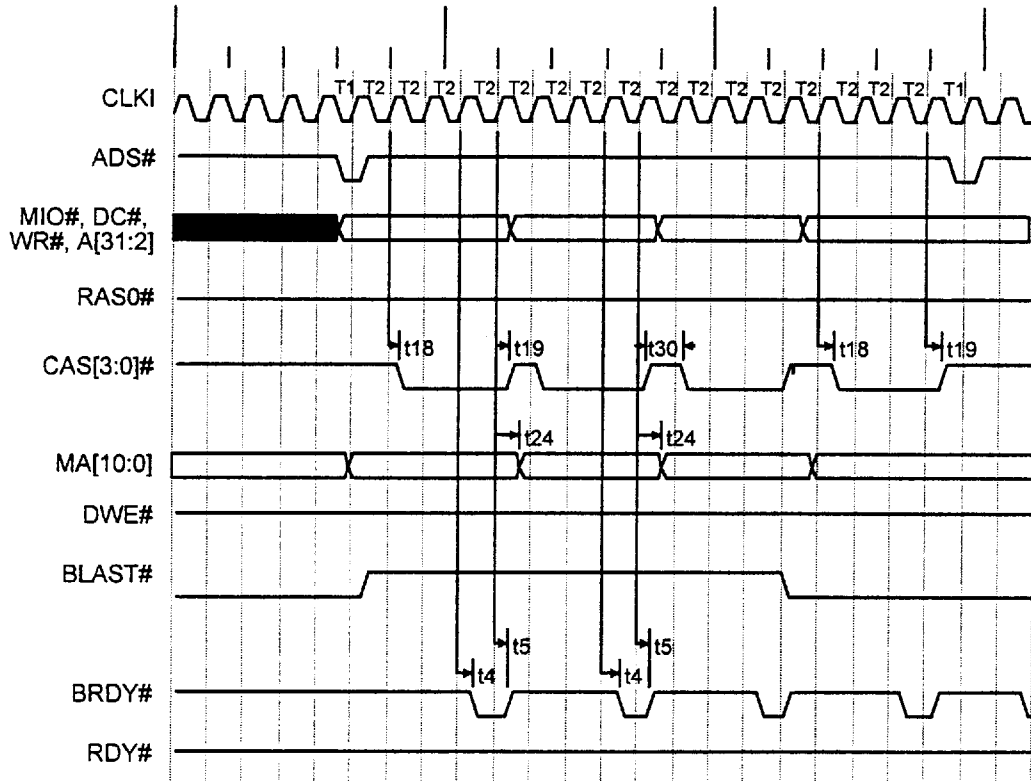 T1 T2 T2 T2 T2 T2 T2 T2 T2 T2 T2 T2 T2 T2 T2 T2 T2 T1
CLKI
ADS#
MIO#, DC#,
WR#, A[31:2]
RAS0#
t18 t19 t30 t18 t19
CAS[3:0]#
t24 t24
MA[10:0]
DWE#
BLAST#
t5 t5
t4 t4
BRDY#
RDY#